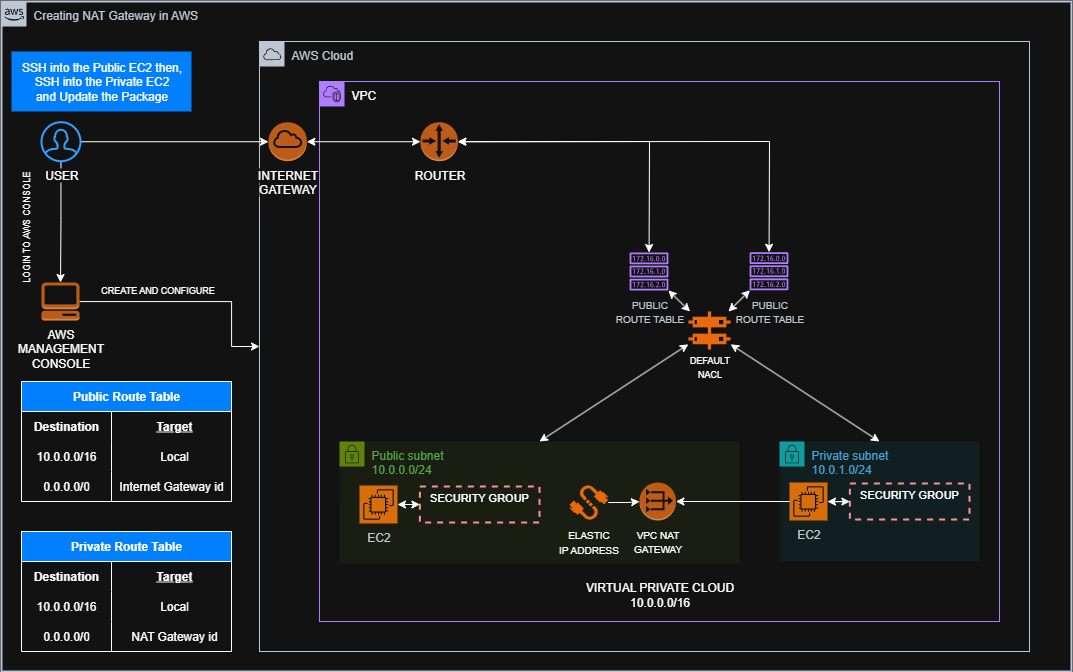 aws
Creating NAT Gateway in AWS
SSH into the Public EC2 then,
SSH into the Private EC2
and Update the Package
AWS Cloud
VPC
USER
INTERNET
GATEWAY
ROUTER
LOGIN TO AWS CONSOLE
172.16.0.0
172.16.1.0
172.16.2.0
172.16.0.0
172.16.1.0
172.16.2.0
PUBLIC
ROUTE TABLE
PUBLIC
ROUTE TABLE
CREATE AND CONFIGURE
AWS
MANAGEMENT
CONSOLE
DEFAULT
NACL
Public Route Table
Destination Target
10.0.0.0/16 Local
0.0.0.0/0 Internet Gateway id
Public subnet
10.0.0.0/24
SECURITY GROUP
EC2
ELASTIC
IP ADDRESS
VPC NAT
GATEWAY
Private subnet
10.0.1.0/24
SECURITY GROUP
EC2
VIRTUAL PRIVATE CLOUD
10.0.0.0/16
Private Route Table
Destination Target
10.0.0.0/16 Local
0.0.0.0/0 NAT Gateway id